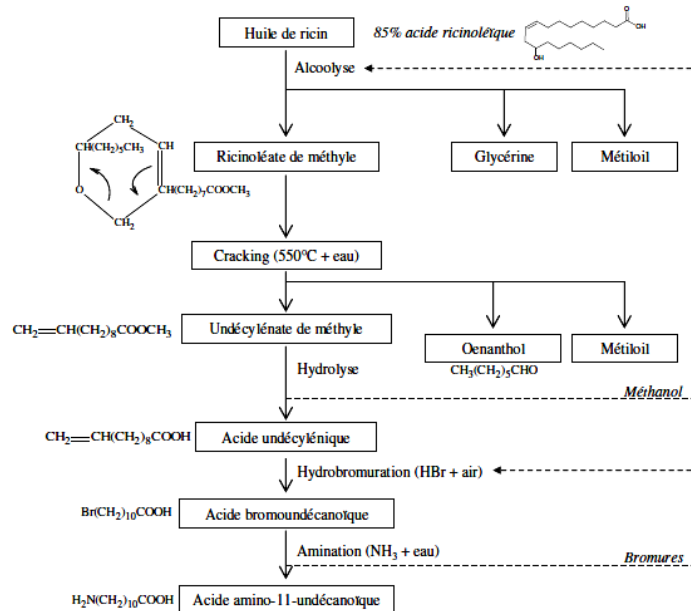 Huile de ricin
85% acide ricinoléïque
O
OH
OH
Alcoolyse
CH2
CH(CH2)5CH3
CH
O
CH(CH2)7COOCH3
CH2
Ricinoléate de méthyle
Glycérine
Métiloil
Cracking (550°C + eau)
CH2=CH(CH2)8COOCH3
Undécylénate de méthyle
Oenanthol
Métiloil
CH3(CH2)5CHO
Hydrolyse
Méthanol
CH2=CH(CH2)8COOH
Acide undécylénique
Hydrobromuration (HBr + air)
Br(CH2)10COOH
Acide bromoundécanoïque
Amination (NH3 + eau)
Bromures
H2N(CH2)10COOH
Acide amino-11-undécanoïque